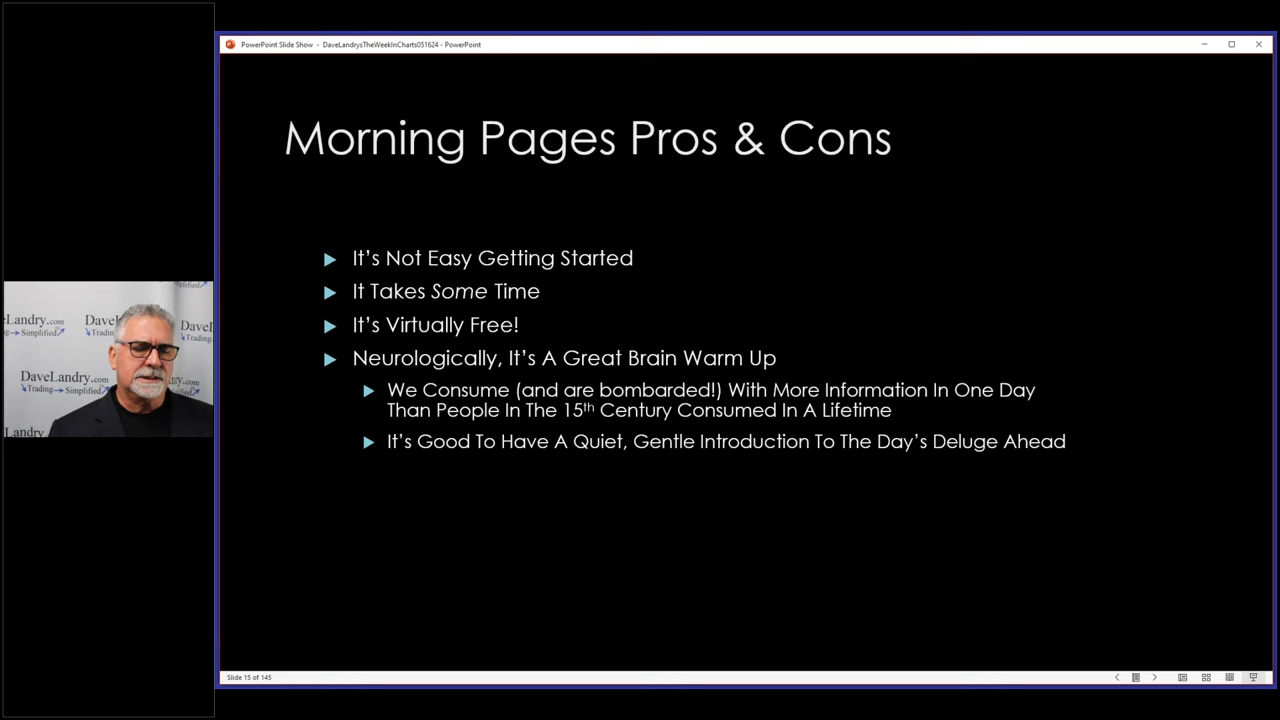 PowerPoint Slide Show - DaveLandrysTheWeekInCharts051624 - PowerPoint
Morning Pages Pros & Cons
It's Not Easy Getting Started
It Takes Some Time
It's Virtually Free!
Neurologically, It's A Great Brain Warm Up
We Consume (and are bombarded!) With More Information In One Day
Than People In The 15th Century Consumed In A Lifetime
It's Good To Have A Quiet, Gentle Introduction To The Day's Deluge Ahead
Landry.com
DaveLandry.com
Trading Simplified
Slide 15 of 145